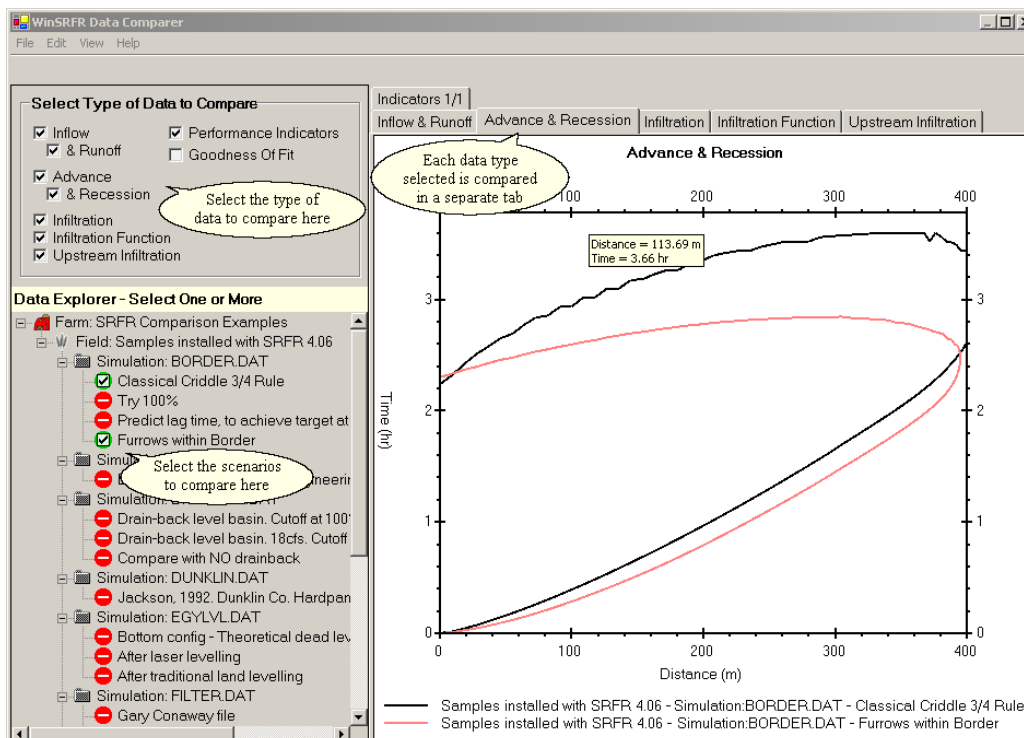 WinSRFR Data Comparer
File Edit View Help
Select Type of Data to Compare
Inflow
& Runoff
Advance
& Recession
Infiltration
Infiltration Function
Upstream Infiltration
Performance Indicators
Goodness Of Fit
Select the type of
data to compare here
Data Explorer - Select One or More
Farm: SRFR Comparison Examples
Field: Samples installed with SRFR 4.06
Simulation: BORDER.DAT
Classical Criddle 3/4 Rule
Try 100%
Predict lag time, to achieve target at
Furrows within Border
Select the scenarios
to compare here
Drain-back level basin. Cutoff at 100
Drain-back level basin. 18cfs. Cutoff
Compare with NO drainback
Simulation: DUNKLIN.DAT
Jackson, 1992. Dunklin Co. Hardpan
Simulation: EGYLVL.DAT
Bottom config - Theoretical dead lev
After laser levelling
After traditional land levelling
Simulation: FILTER.DAT
Gary Conaway file
Indicators 1/1
Inflow & Runoff Advance & Recession Infiltration Infiltration Function Upstream Infiltration
Each data type
selected is compared
in a separate tab
Advance & Recession
100 200 300 400
Distance = 113.69 m
Time = 3.66 hr
3 3
2 2
1 1
0 0
Time (hr)
0 100 200 300 400
Distance (m)
Samples installed with SRFR 4.06 - Simulation:BORDER.DAT - Classical Criddle 3/4 Rule
Samples installed with SRFR 4.06 - Simulation:BORDER.DAT - Furrows within Border